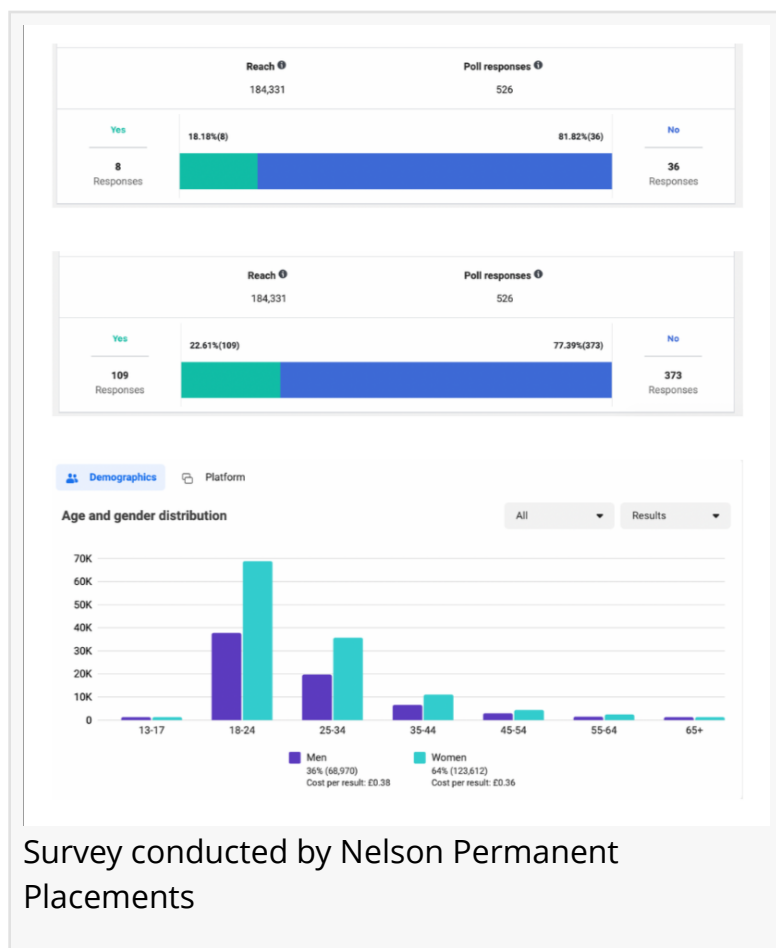 Reach Poll responses
184,331 526
Yes 18.18%(8) 81.82%(36) No
8 36
Responses Responses
Reach Poll responses
184,331 526
Yes 22.61%(109) 77.39%(373) No
109 373
Responses Responses
Demographics Platform
Age and gender distribution All Results
70K
60K
50K
40K
30K
20K
10K
0
13-17 18-24 25-34 35-44 45-54 55-64 65+
Men Women
36% (68,970) 64% (123,612)
Cost per result: £0.38 Cost per result: £0.36
Survey conducted by Nelson Permanent
Placements